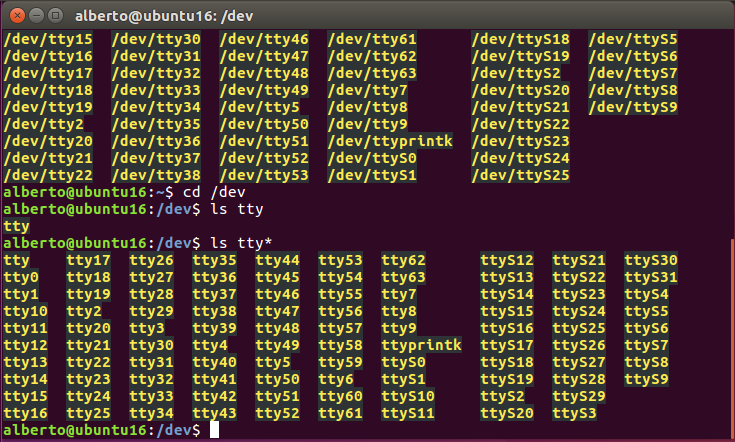 alberto@ubuntu16: /dev
/dev/tty15 /dev/tty30 /dev/tty46 /dev/tty61 /dev/ttyS18 /dev/ttyS5
/dev/tty16 /dev/tty31 /dev/tty47 /dev/tty62 /dev/ttyS19 /dev/ttyS6
/dev/tty17 /dev/tty32 /dev/tty48 /dev/tty63 /dev/ttyS2 /dev/ttyS7
/dev/tty18 /dev/tty33 /dev/tty49 /dev/tty7 /dev/ttyS20 /dev/ttyS8
/dev/tty19 /dev/tty34 /dev/tty5 /dev/tty8 /dev/ttyS21 /dev/ttyS9
/dev/tty2 /dev/tty35 /dev/tty50 /dev/tty9 /dev/ttyS22
/dev/tty20 /dev/tty36 /dev/tty51 /dev/ttyprintk /dev/ttyS23
/dev/tty21 /dev/tty37 /dev/tty52 /dev/ttyS0 /dev/ttyS24
/dev/tty22 /dev/tty38 /dev/tty53 /dev/ttyS1 /dev/ttyS25
alberto@ubuntu16:~$ cd /dev
alberto@ubuntu16:/dev$ ls tty
tty
alberto@ubuntu16:/dev$ ls tty*
tty tty17 tty26 tty35 tty44 tty53 tty62 ttyS12 ttyS21 ttyS30
tty0 tty18 tty27 tty36 tty45 tty54 tty63 ttyS13 ttyS22 ttyS31
tty1 tty19 tty28 tty37 tty46 tty55 tty7 ttyS14 ttyS23 ttyS4
tty10 tty2 tty29 tty38 tty47 tty56 tty8 ttyS15 ttyS24 ttyS5
tty11 tty20 tty3 tty39 tty48 tty57 tty9 ttyS16 ttyS25 ttyS6
tty12 tty21 tty30 tty4 tty49 tty58 ttyprintk ttyS17 ttyS26 ttyS7
tty13 tty22 tty31 tty40 tty5 tty59 ttyS0 ttyS18 ttyS27 ttyS8
tty14 tty23 tty32 tty41 tty50 tty6 ttyS1 ttyS19 ttyS28 ttyS9
tty15 tty24 tty33 tty42 tty51 tty60 ttyS10 ttyS2 ttyS29
tty16 tty25 tty34 tty43 tty52 tty61 ttyS11 ttyS20 ttyS3
alberto@ubuntu16:/dev$